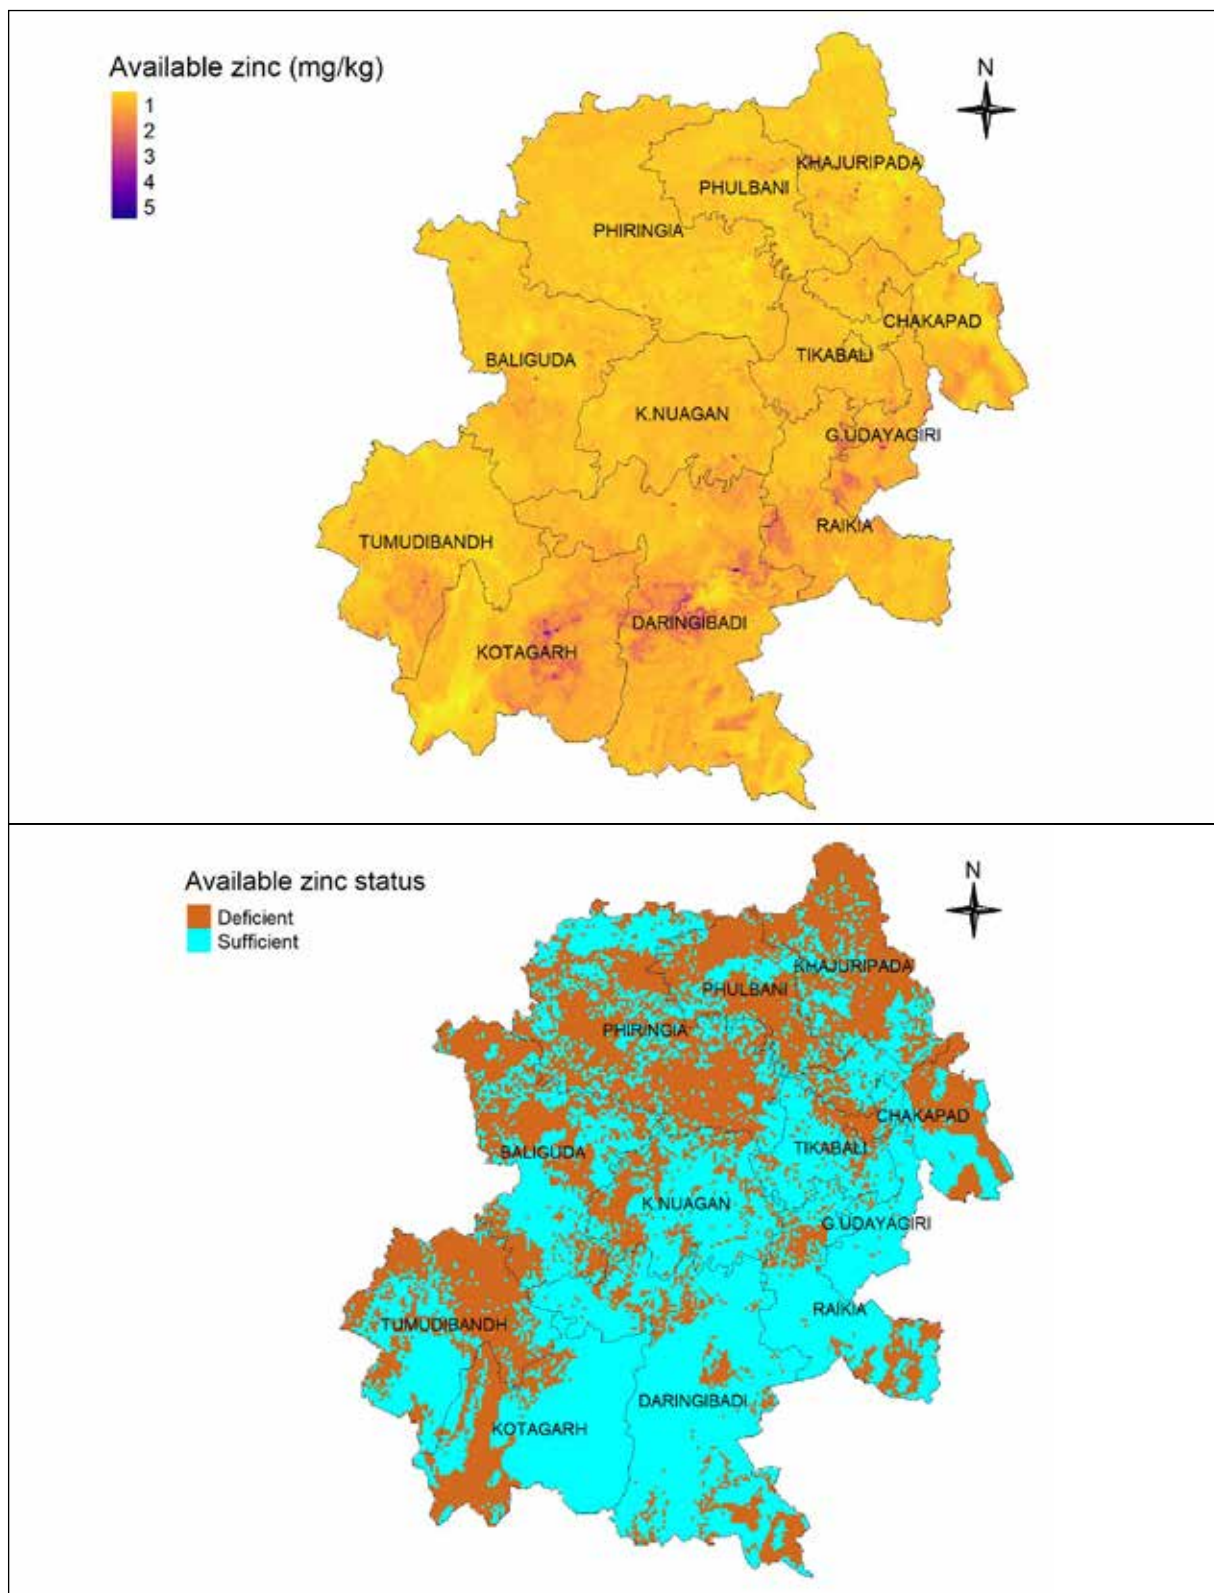 Available zinc (mg/kg)
1
2
3
4
5
N
KHAJURIPADA
PHULBANI
PHIRINGIA
CHAKAPAD
TIKABALI
BALIGUDA
K.NUAGAN
G.UDAYAGIRI
RAIKIA
TUMUDIBANDH
DARINGIBADI
KOTAGARH
Available zinc status
Deficient
Sufficient
N
KHAJURIPADA
PHULBANI
PHIRINGIA
CHAKAPAD
TIKABALI
BALIGUDA
K.NUAGAN
G.UDAYAGIRI
RAIKIA
TUMUDIBANDH
DARINGIBADI
KOTAGARH